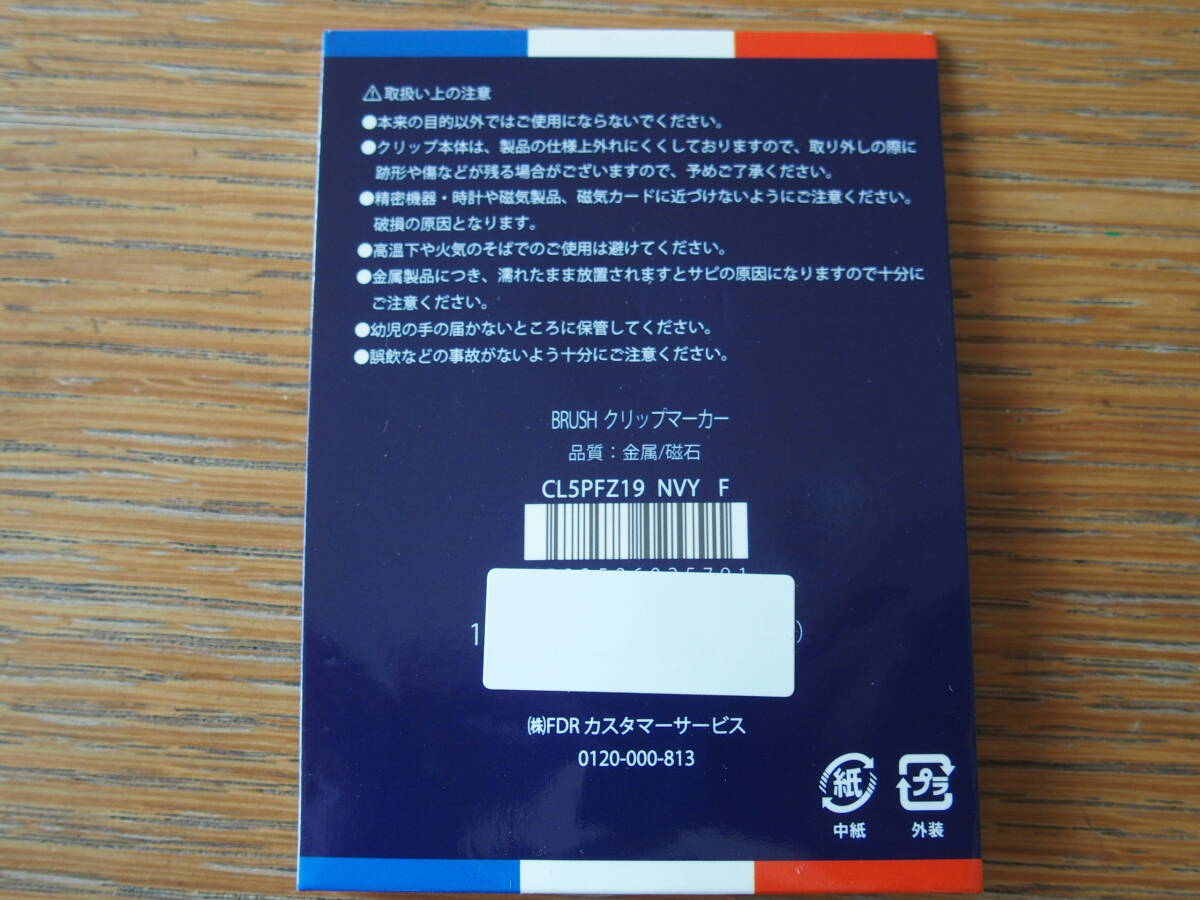 ⚠取扱い上の注意
●本来の目的以外ではご使用にならないでください。
●クリップ本体は、製品の仕様上外れにくくしておりますので、取り外しの際に
跡形や傷などが残る場合がございますので、予めご了承ください。
●精密機器・時計や磁気製品、磁気カードに近づけないようにご注意ください。
破損の原因となります。
●高温下や火気のそばでのご使用は避けてください。
●金属製品につき、濡れたまま放置されますとサビの原因になりますので十分に
ご注意ください。
●幼児の手の届かないところに保管してください。
●誤飲などの事故がないよう十分にご注意ください。
BRUSH クリップマーカー
品質：金属/磁石
CL5PFZ19 NVY F
1 )
㈱FDR カスタマーサービス
0120-000-813
紙 プラ
中紙 外装